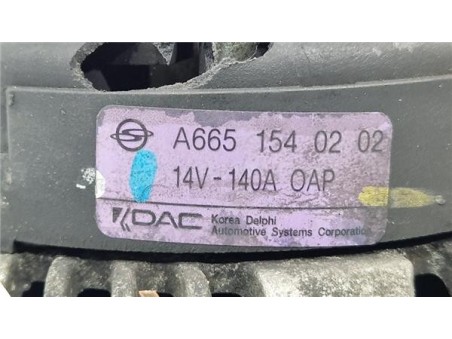 A665 154 02 02
14V-140A OAP
KDAC Korea Delphi
Automotive Systems Corporation